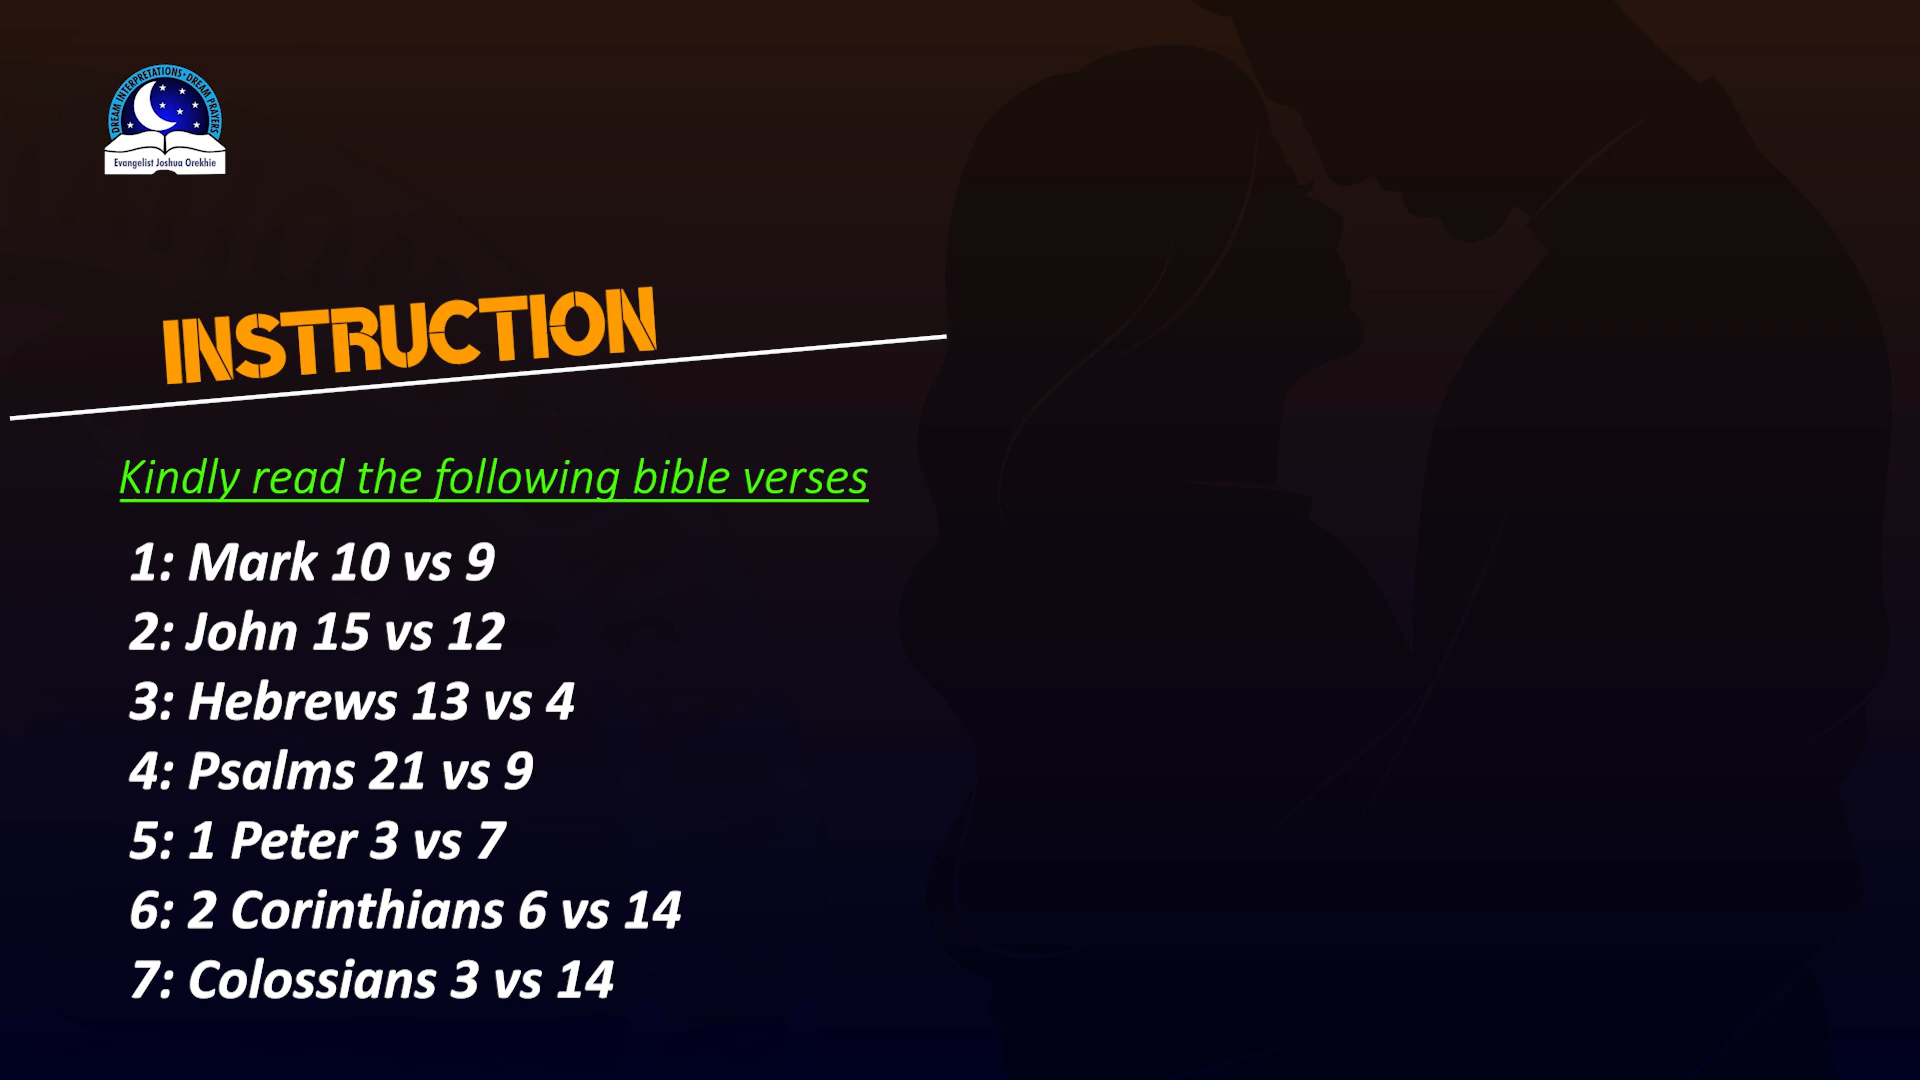 DREAM INTERPRETATIONS • DREAM PRAYERS
Evangelist Joshua Orekhie
INSTRUCTION
Kindly read the following bible verses
1: Mark 10 vs 9
2: John 15 vs 12
3: Hebrews 13 vs 4
4: Psalms 21 vs 9
5: 1 Peter 3 vs 7
6: 2 Corinthians 6 vs 14
7: Colossians 3 vs 14